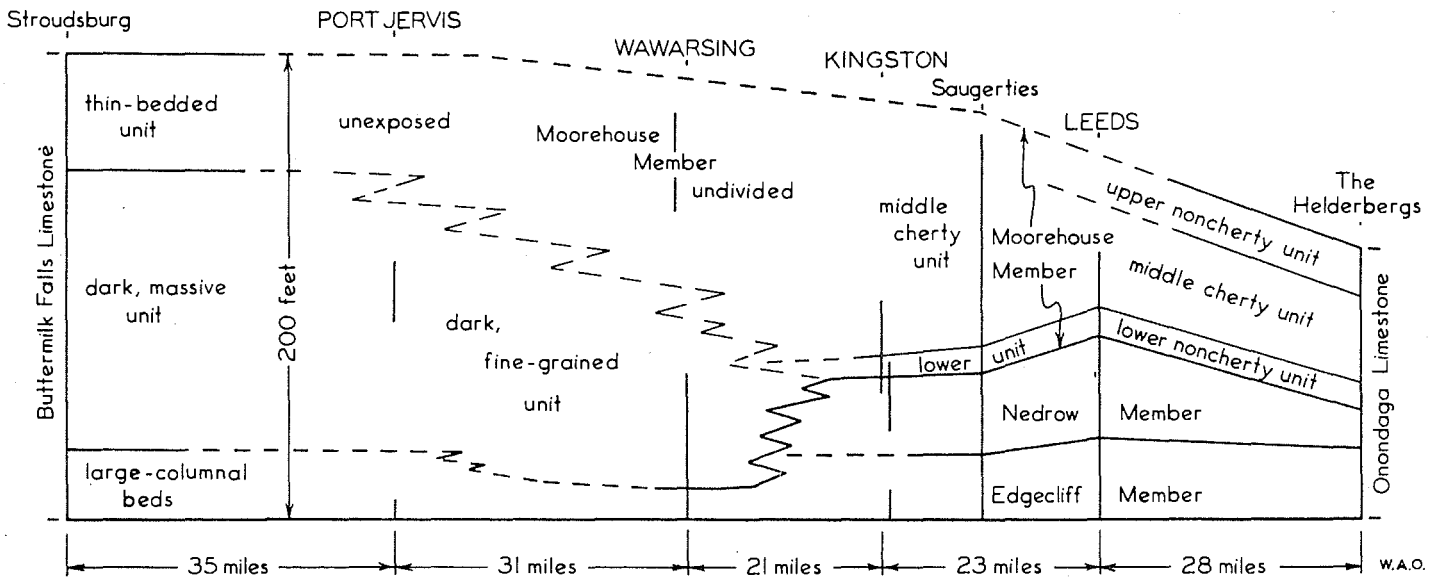 Stroudsburg
PORT JERVIS
WAWARSING
KINGSTON
Saugerties
LEEDS
The
Helderbergs
Buttermilk Falls Limestone
thin-bedded
unit
dark, massive
unit
large-columnal
beds
200 feet
unexposed
Moorehouse
Member
undivided
dark,
fine-grained
unit
middle
cherty
unit
lower unit
Moorehouse
Member
upper noncherty unit
middle cherty unit
lower noncherty unit
Nedrow Member
Edgecliff Member
Onondaga Limestone
35 miles
31 miles
21 miles
23 miles
28 miles
W.A.O.